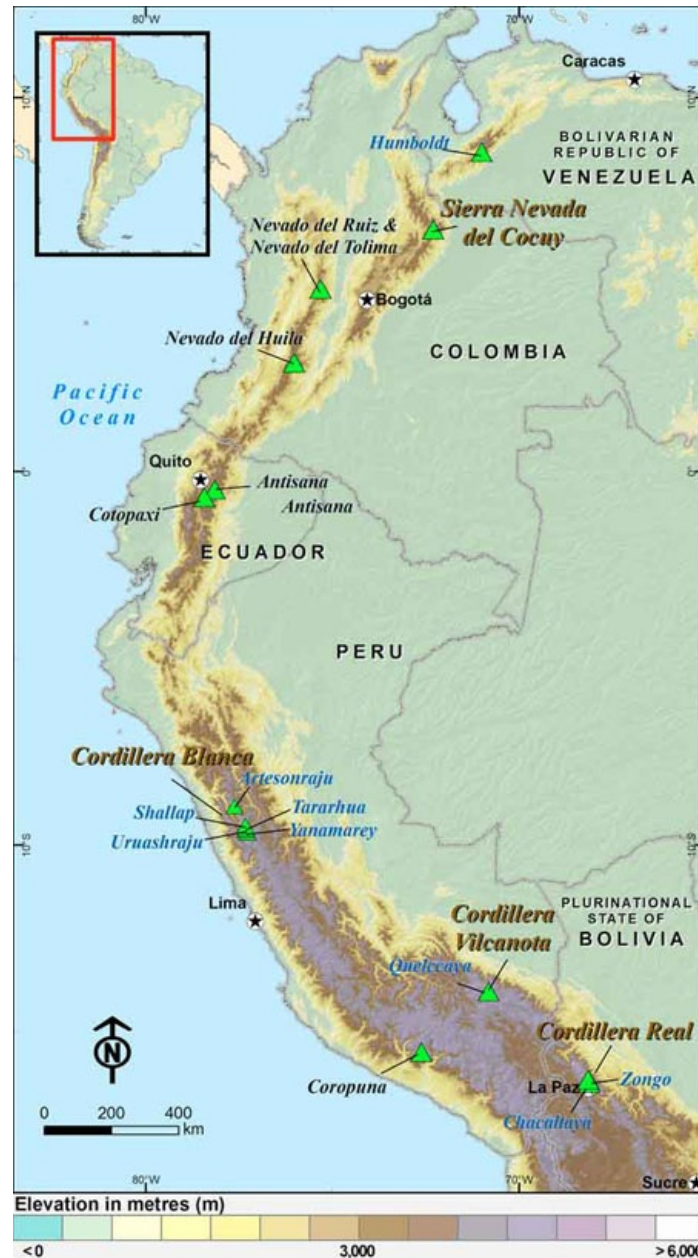 80°W
70°W
Caracas
10°N
Humboldt
BOLIVARIAN
REPUBLIC OF
VENEZUELA
Sierra Nevada
del Cocuy
Nevado del Ruiz &
Nevado del Tolima
Bogotá
Nevado del Huila
COLOMBIA
Pacific
Ocean
Quito
0°
Antisana
Antisana
Cotopaxi
ECUADOR
PERU
Cordillera Blanca
Artesonraju
Shallap
Tararhua
Uruashraju
Yanamarey
10°S
Lima
PLURINATIONAL
STATE OF
BOLIVIA
Cordillera
Vilcanota
Quelccaya
Cordillera Real
Coropuna
La Paz
Zongo
Chacaltaya
N
0 200 400
km
80°W
70°W
Sucre
Elevation in metres (m)
< 0 3,000 > 6,000